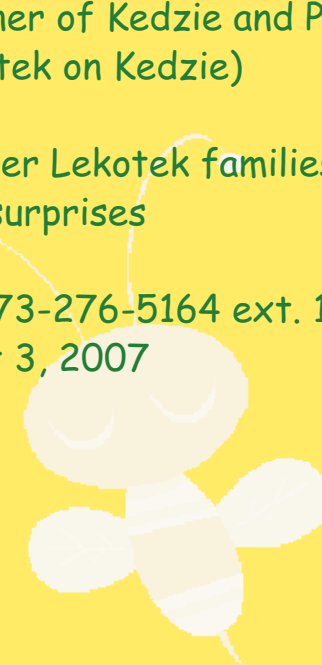 ner of Kedzie and P
tek on Kedzie)
er Lekotek families
surprises
73-276-5164 ext. 1
3, 2007